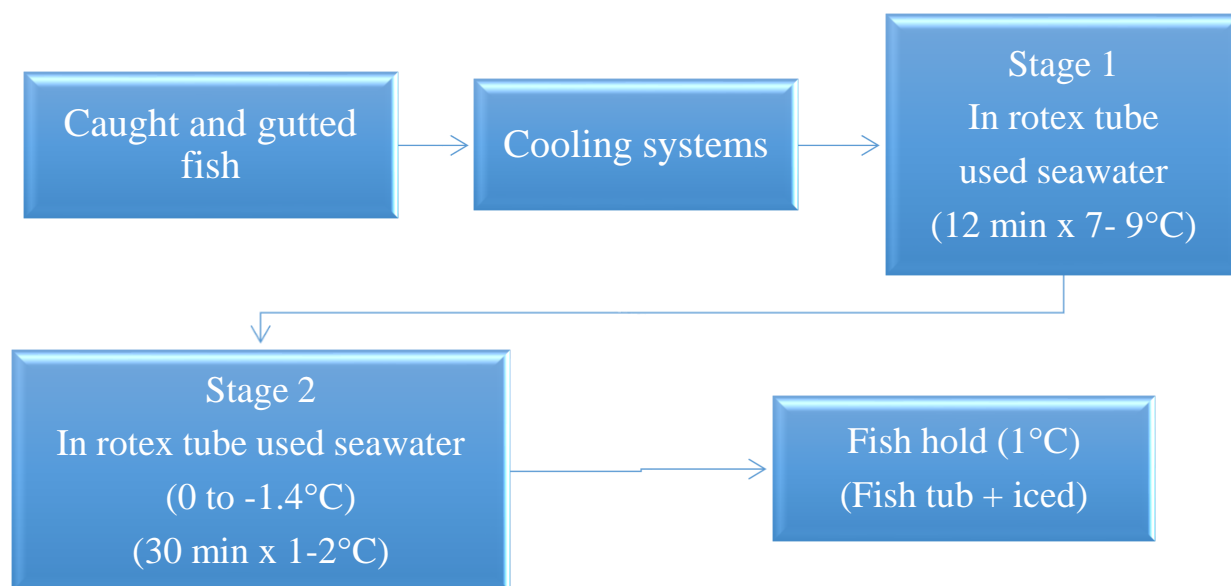 Caught and gutted
fish
Cooling systems
Stage 1
In rotex tube
used seawater
(12 min x 7- 9°C)
Stage 2
In rotex tube used seawater
(0 to -1.4°C)
(30 min x 1-2°C)
Fish hold (1°C)
(Fish tub + iced)